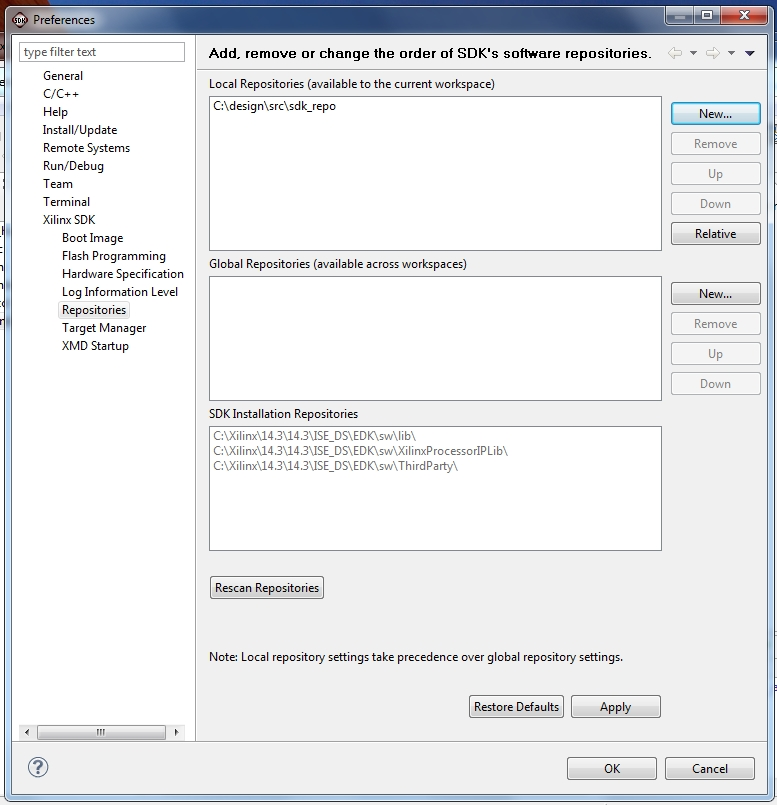 SDK Preferences
type filter text
General
C/C++
Help
Install/Update
Remote Systems
Run/Debug
Team
Terminal
Xilinx SDK
Boot Image
Flash Programming
Hardware Specification
Log Information Level
Repositories
Target Manager
XMD Startup
Add, remove or change the order of SDK's software repositories.
Local Repositories (available to the current workspace)
C:\design\src\sdk_repo
New...
Remove
Up
Down
Relative
Global Repositories (available across workspaces)
New...
Remove
Up
Down
SDK Installation Repositories
C:\Xilinx\14.3\14.3\ISE_DS\EDK\sw\lib\
C:\Xilinx\14.3\14.3\ISE_DS\EDK\sw\XilinxProcessorIPLib\
C:\Xilinx\14.3\14.3\ISE_DS\EDK\sw\ThirdParty\
Rescan Repositories
Note: Local repository settings take precedence over global repository settings.
Restore Defaults
Apply
?
OK
Cancel